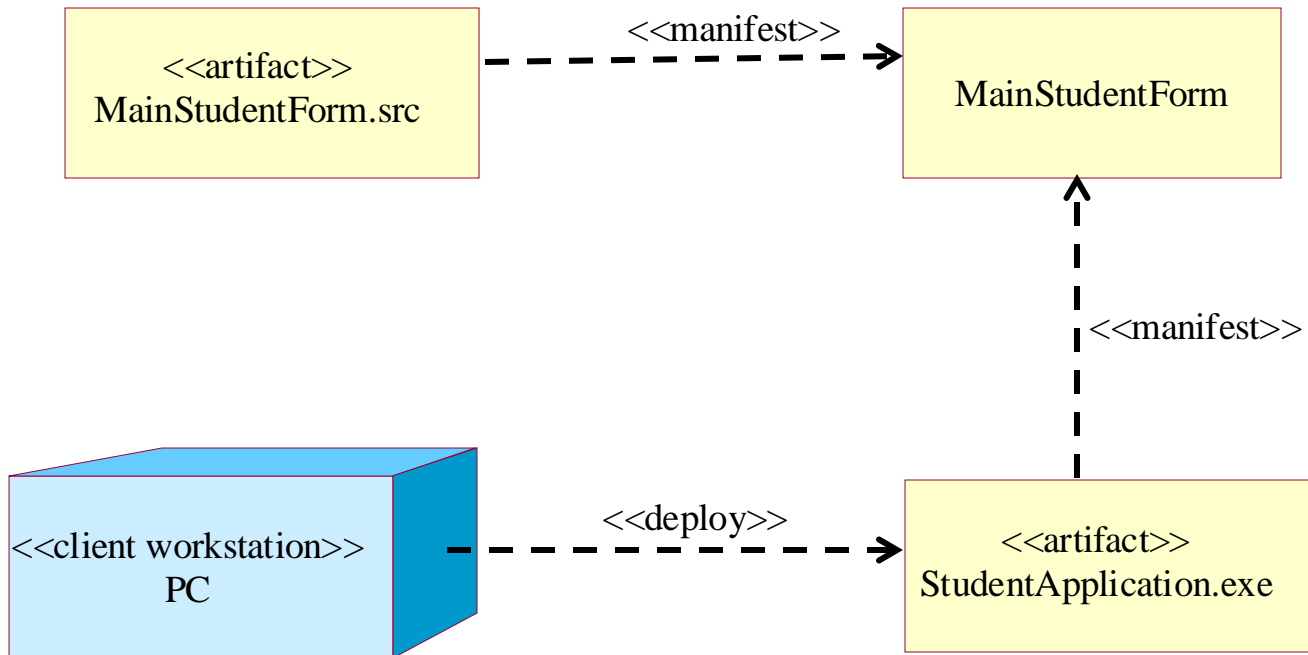 <<manifest>>
<<artifact>>
MainStudentForm.src
MainStudentForm
<<manifest>>
<<deploy>>
<<client workstation>>
PC
<<artifact>>
StudentApplication.exe